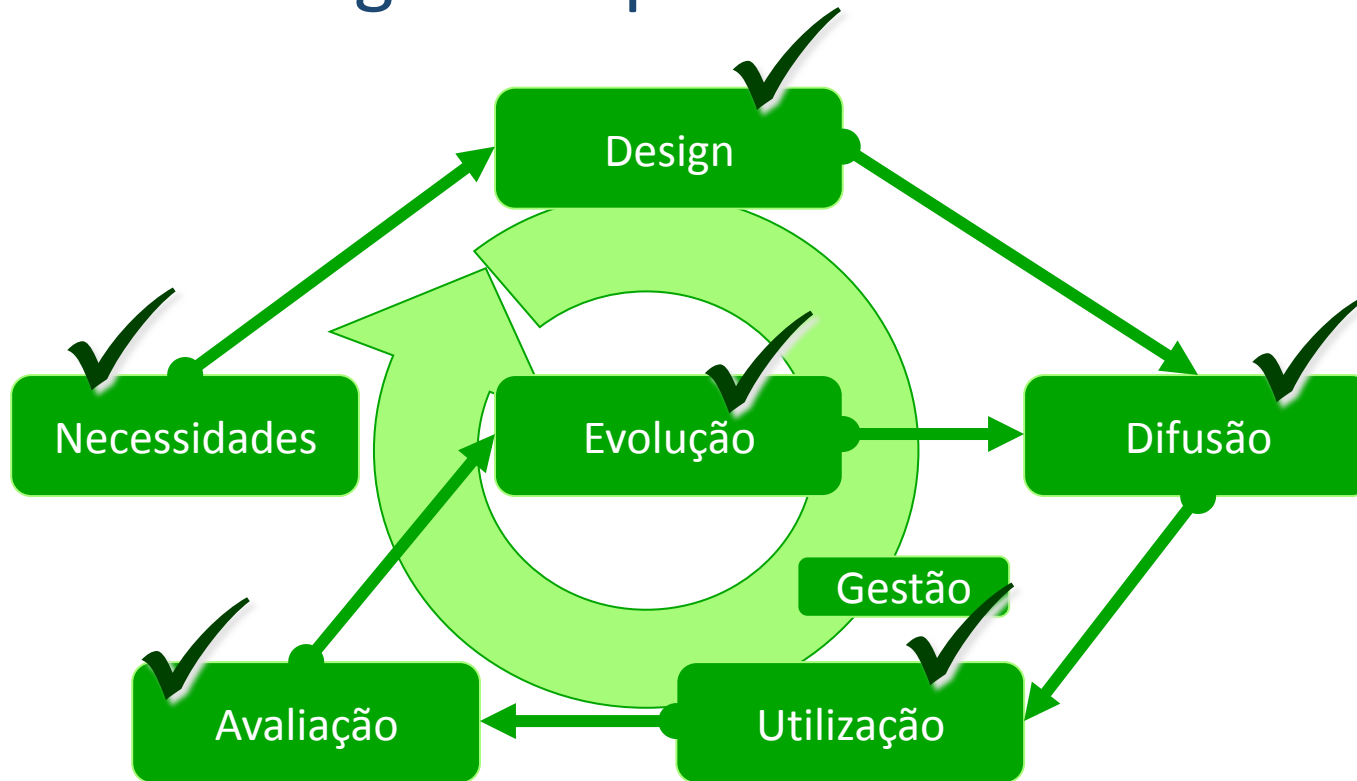 Design
Necessidades
Evolução
Difusão
Gestão
Avaliação
Utilização